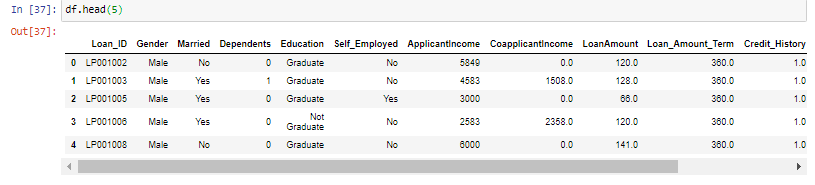 In [37]: df.head(5)
Out[37]:
Loan_ID Gender Married Dependents Education Self_Employed ApplicantIncome CoapplicantIncome LoanAmount Loan_Amount_Term Credit_History
0 LP001002 Male No 0 Graduate No 5849 0.0 120.0 360.0 1.0
1 LP001003 Male Yes 1 Graduate No 4583 1508.0 128.0 360.0 1.0
2 LP001005 Male Yes 0 Graduate Yes 3000 0.0 66.0 360.0 1.0
3 LP001006 Male Yes 0 Not Graduate No 2583 2358.0 120.0 360.0 1.0
4 LP001008 Male No 0 Graduate No 6000 0.0 141.0 360.0 1.0